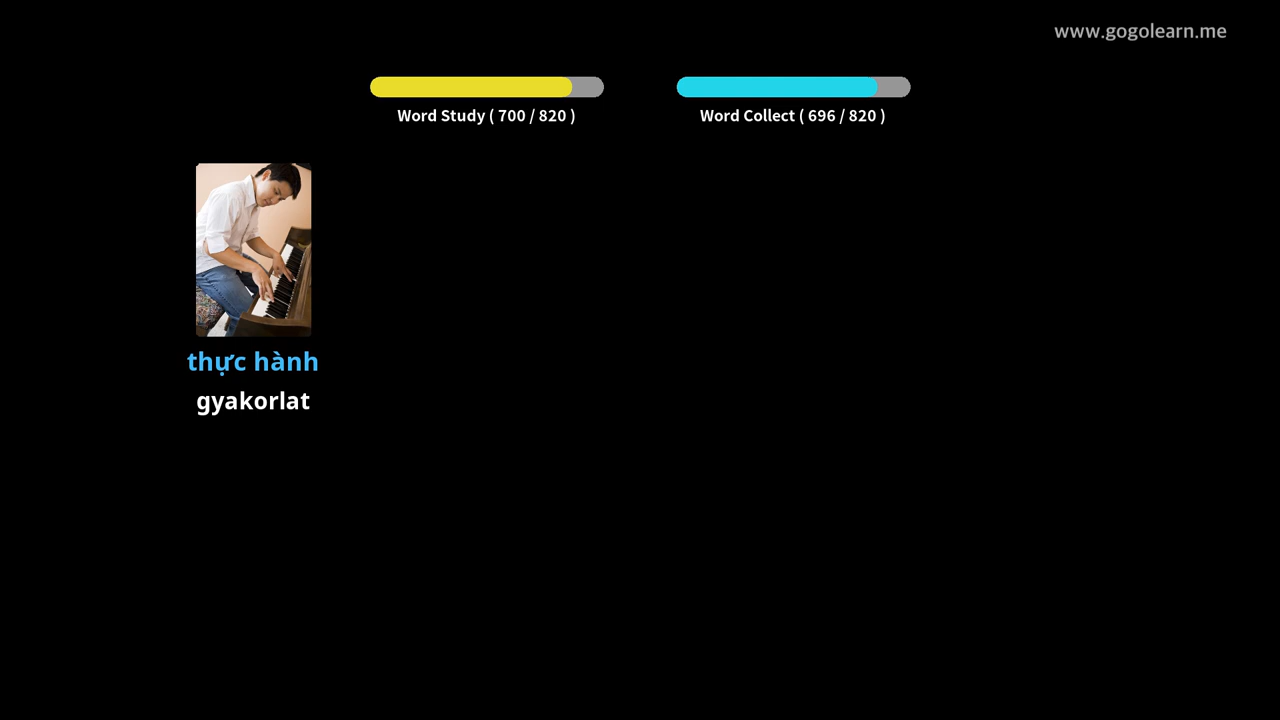 www.gogolearn.me
Word Study ( 700 / 820 )
Word Collect ( 696 / 820 )
thực hành
gyakorlat